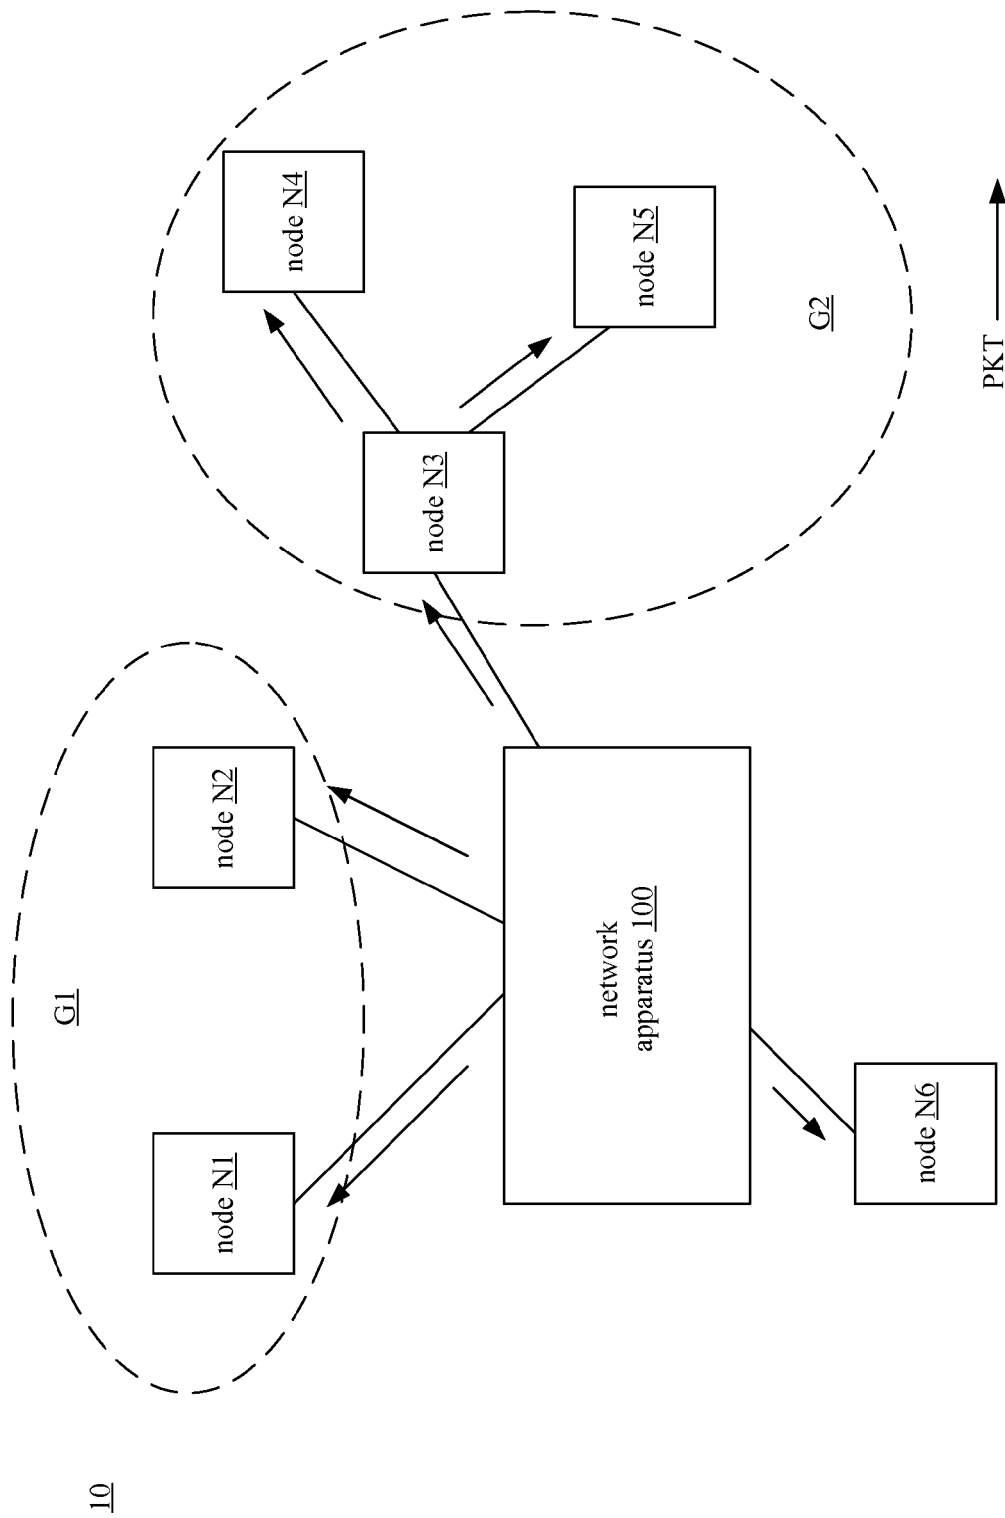 10
G1
node N1
node N2
network
apparatus 100
node N6
node N3
node N4
node N5
G2
PKT